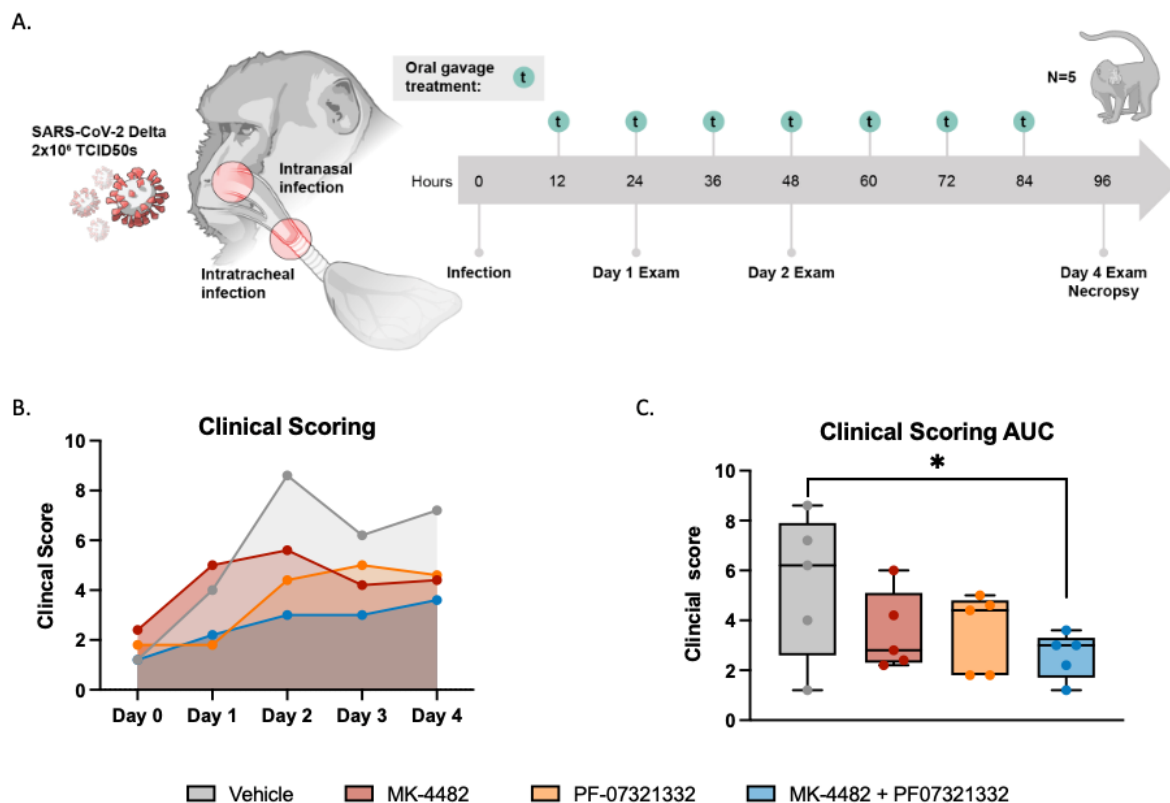 A.
Oral gavage
treatment:
t
N=5
SARS-CoV-2 Delta
2x10⁶ TCID50s
t t t t t t t
Intranasal
infection
Hours 0 12 24 36 48 60 72 84 96
Intratracheal
infection
Infection Day 1 Exam Day 2 Exam Day 4 Exam
Necropsy
B.
Clinical Scoring
10
8
6
4
2
0
Clincal Score
Day 0 Day 1 Day 2 Day 3 Day 4
C.
Clinical Scoring AUC
*
10
8
6
4
2
0
Clincial score
Vehicle MK-4482 PF-07321332 MK-4482 + PF07321332